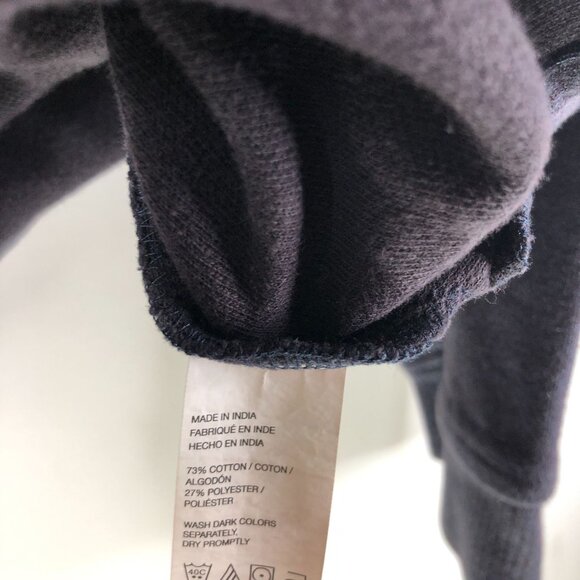 MADE IN INDIA
FABRIQUÉ EN INDE
HECHO EN INDIA
73% COTTON / COTON /
ALGODÓN
27% POLYESTER /
POLIÉSTER
WASH DARK COLORS
SEPARATELY,
DRY PROMPTLY
40C